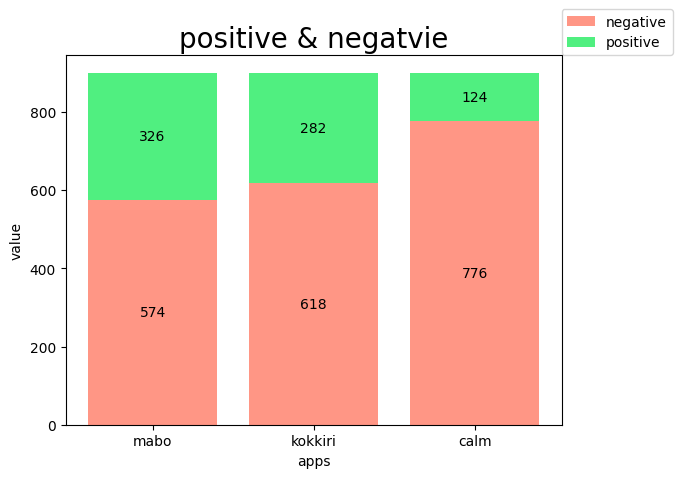 positive & negatvie
negative
positive
value
800
600
400
200
0
326
282
124
574
618
776
mabo
kokkiri
calm
apps